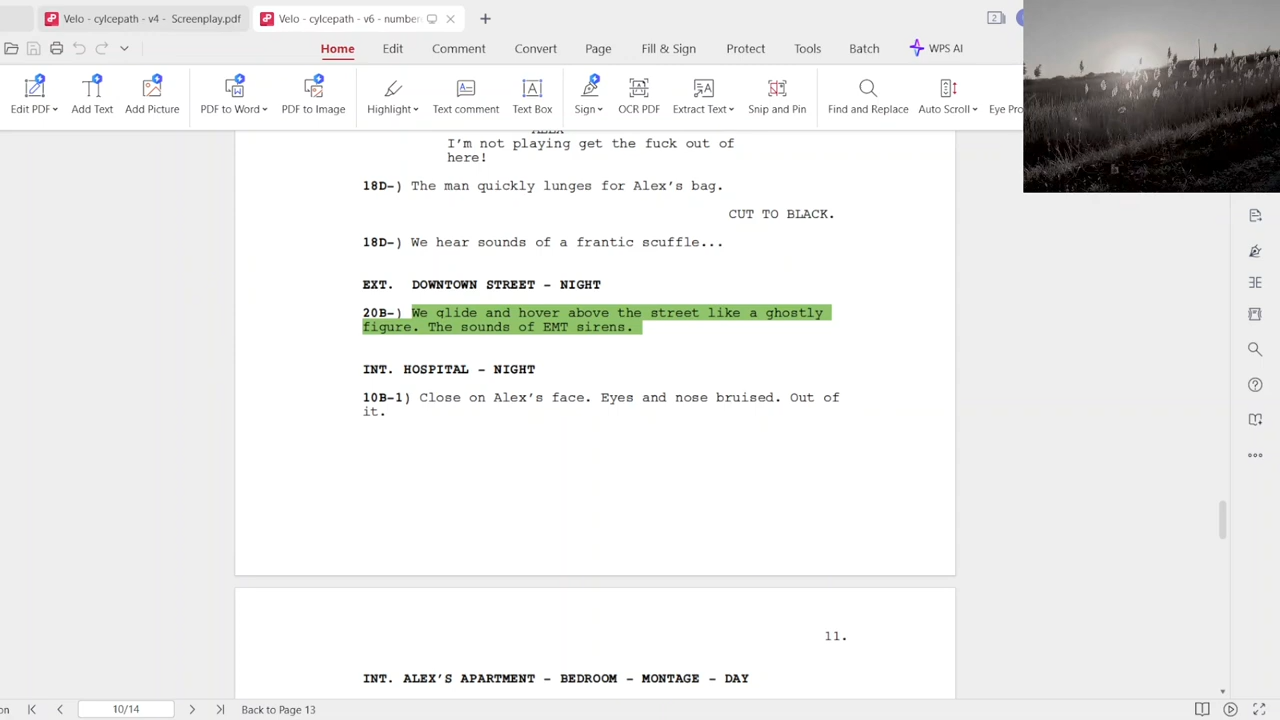 Velo - cylcepath - v4 - Screenplay.pdf
Velo - cylcepath - v6 - number
2
Home Edit Comment Convert Page Fill & Sign Protect Tools Batch WPS AI
Edit PDF Add Text Add Picture PDF to Word PDF to Image Highlight Text comment Text Box Sign OCR PDF Extract Text Snip and Pin Find and Replace Auto Scroll Eye Pro
ALEX
I'm not playing get the fuck out of
here!
18D-) The man quickly lunges for Alex's bag.
CUT TO BLACK.
18D-) We hear sounds of a frantic scuffle...
EXT. DOWNTOWN STREET - NIGHT
20B-) We glide and hover above the street like a ghostly
figure. The sounds of EMT sirens.
INT. HOSPITAL - NIGHT
10B-1) Close on Alex's face. Eyes and nose bruised. Out of
it.
11.
INT. ALEX'S APARTMENT - BEDROOM - MONTAGE - DAY
on 10/14 Back to Page 13